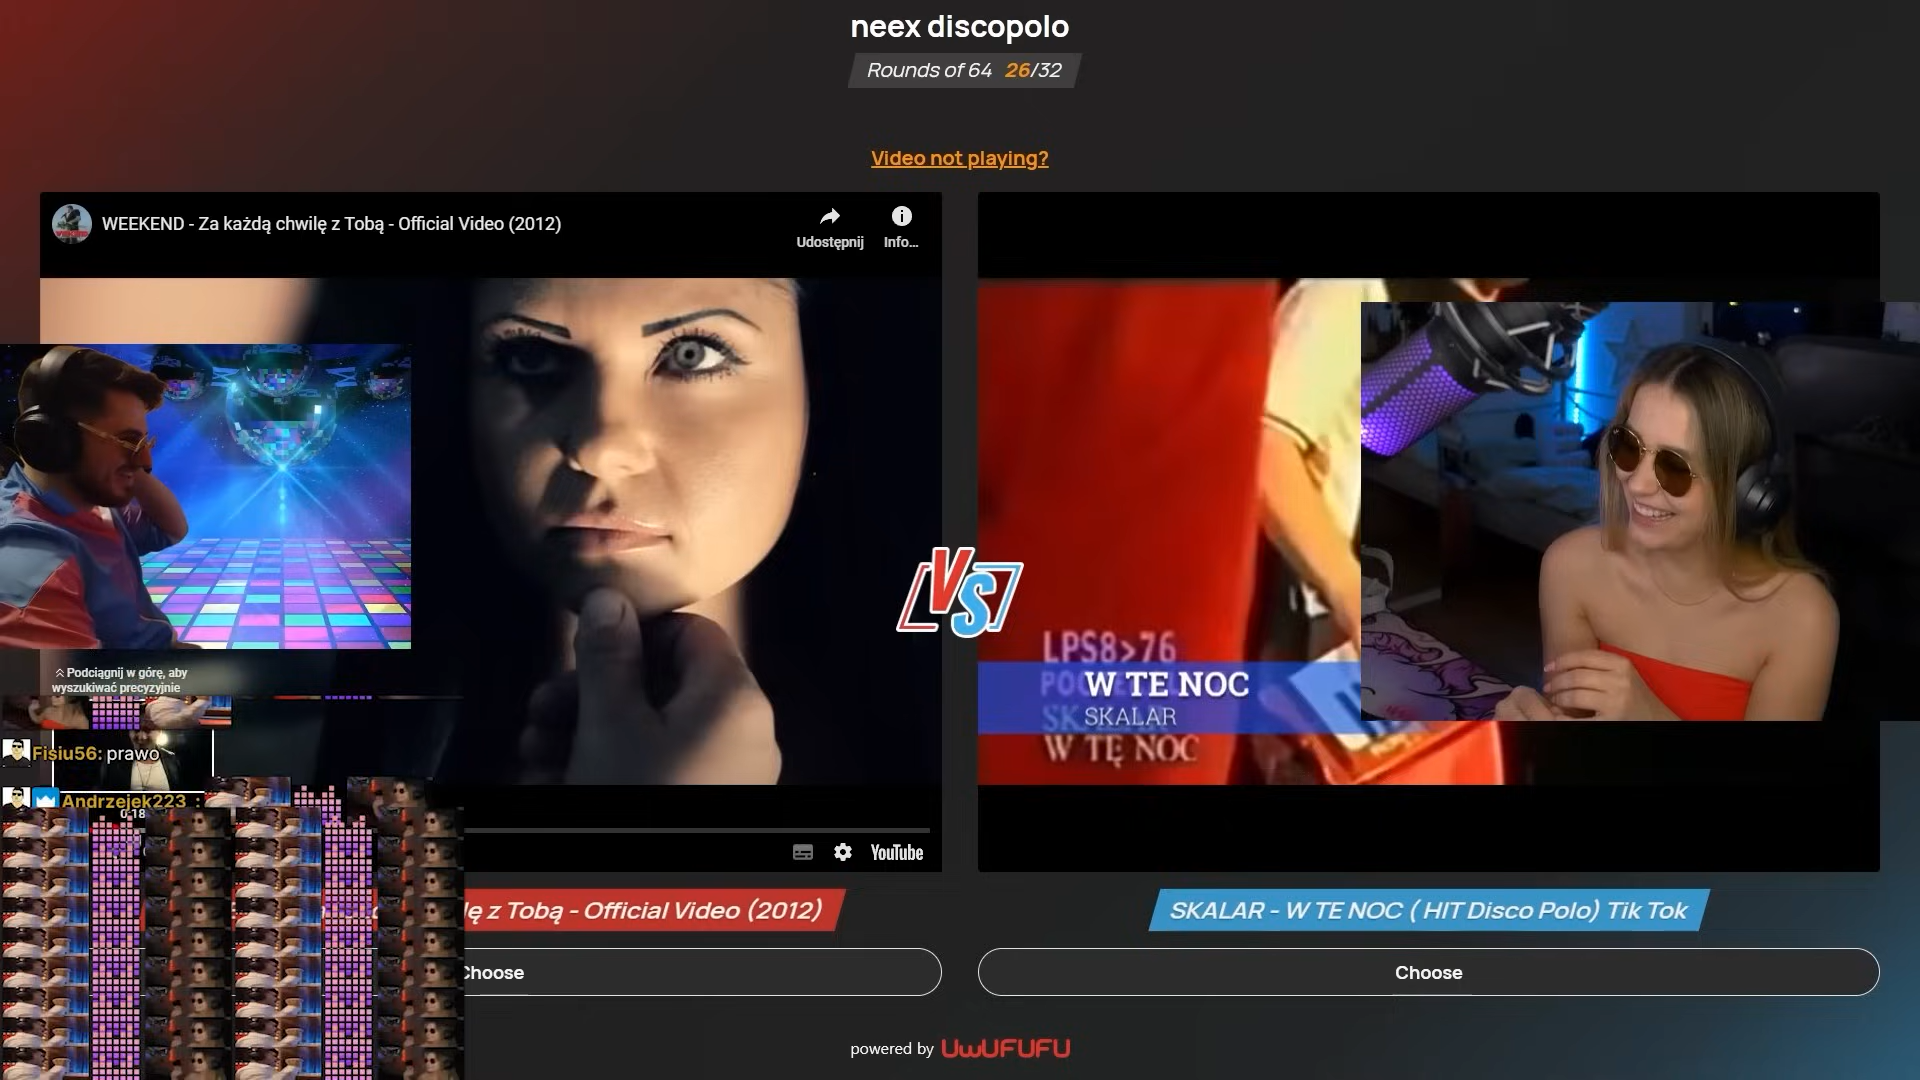 neex discopolo
Rounds of 64 26/32
Video not playing?
WEEKEND - Za każdą chwilę z Tobą - Official Video (2012)
Udostępnij
Info...
VS
LPS8>76
W TE NOC
SKALAR
W TĘ NOC
Podciągnij w górę, aby
wyszukiwać precyzyjnie
Fisiu56: prawo
Andrzejek223 :
0:18
YouTube
lę z Tobą - Official Video (2012)
SKALAR - W TE NOC ( HIT Disco Polo) Tik Tok
Choose
Choose
powered by UwUFUFU